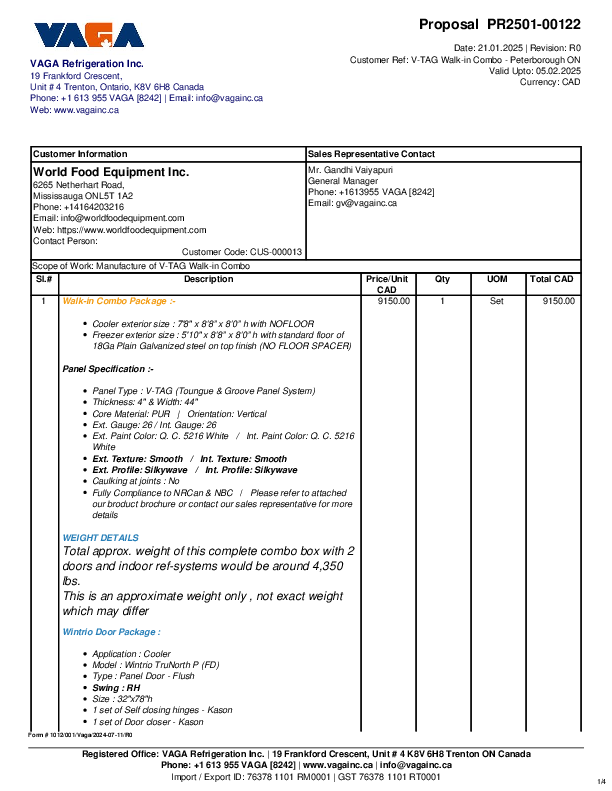 VAGA
Proposal PR2501-00122
Date: 21.01.2025 | Revision: R0
Customer Ref: V-TAG Walk-in Combo - Peterborough ON
Valid Upto: 05.02.2025
Currency: CAD
VAGA Refrigeration Inc.
19 Frankford Crescent,
Unit # 4 Trenton, Ontario, K8V 6H8 Canada
Phone: +1 613 955 VAGA [8242] | Email: info@vagainc.ca
Web: www.vagainc.ca
Customer Information
Sales Representative Contact
World Food Equipment Inc.
6265 Netherhart Road,
Mississauga ONL5T 1A2
Phone: +14164203216
Email: info@worldfoodequipment.com
Web: https://www.worldfoodequipment.com
Contact Person:
Customer Code: CUS-000013
Mr. Gandhi Vaiyapuri
General Manager
Phone: +1613955 VAGA [8242]
Email: gv@vagainc.ca
Scope of Work: Manufacture of V-TAG Walk-in Combo
Sl.# Description Price/Unit CAD Qty UOM Total CAD
1 Walk-in Combo Package :- 9150.00 1 Set 9150.00
• Cooler exterior size : 7'8" x 8'8" x 8'0" h with NOFLOOR
• Freezer exterior size : 5'10" x 8'8" x 8'0" h with standard floor of
18Ga Plain Galvanized steel on top finish (NO FLOOR SPACER)
Panel Specification :-
• Panel Type : V-TAG (Toungue & Groove Panel System)
• Thickness: 4" & Width: 44"
• Core Material: PUR / Orientation: Vertical
• Ext. Gauge: 26 / Int. Gauge: 26
• Ext. Paint Color: Q. C. 5216 White / Int. Paint Color: Q. C. 5216
White
• Ext. Texture: Smooth / Int. Texture: Smooth
• Ext. Profile: Silkywave / Int. Profile: Silkywave
• Caulking at joints : No
• Fully Compliance to NRCan & NBC / Please refer to attached
our product brochure or contact our sales representative for more
details
WEIGHT DETAILS
Total approx. weight of this complete combo box with 2
doors and indoor ref-systems would be around 4,350
lbs.
This is an approximate weight only , not exact weight
which may differ
Wintrio Door Package :
• Application : Cooler
• Model : Wintrio TruNorth P (FD)
• Type : Panel Door - Flush
• Swing : RH
• Size : 32"x78"h
• 1 set of Self closing hinges - Kason
• 1 set of Door closer - Kason
Form # 1012/001/Vaga/2024-07-11/R0
Registered Office: VAGA Refrigeration Inc. | 19 Frankford Crescent, Unit # 4 K8V 6H8 Trenton ON Canada
Phone: +1 613 955 VAGA [8242] | www.vagainc.ca | info@vagainc.ca
Import / Export ID: 76378 1101 RM0001 | GST 76378 1101 RT0001
1/4